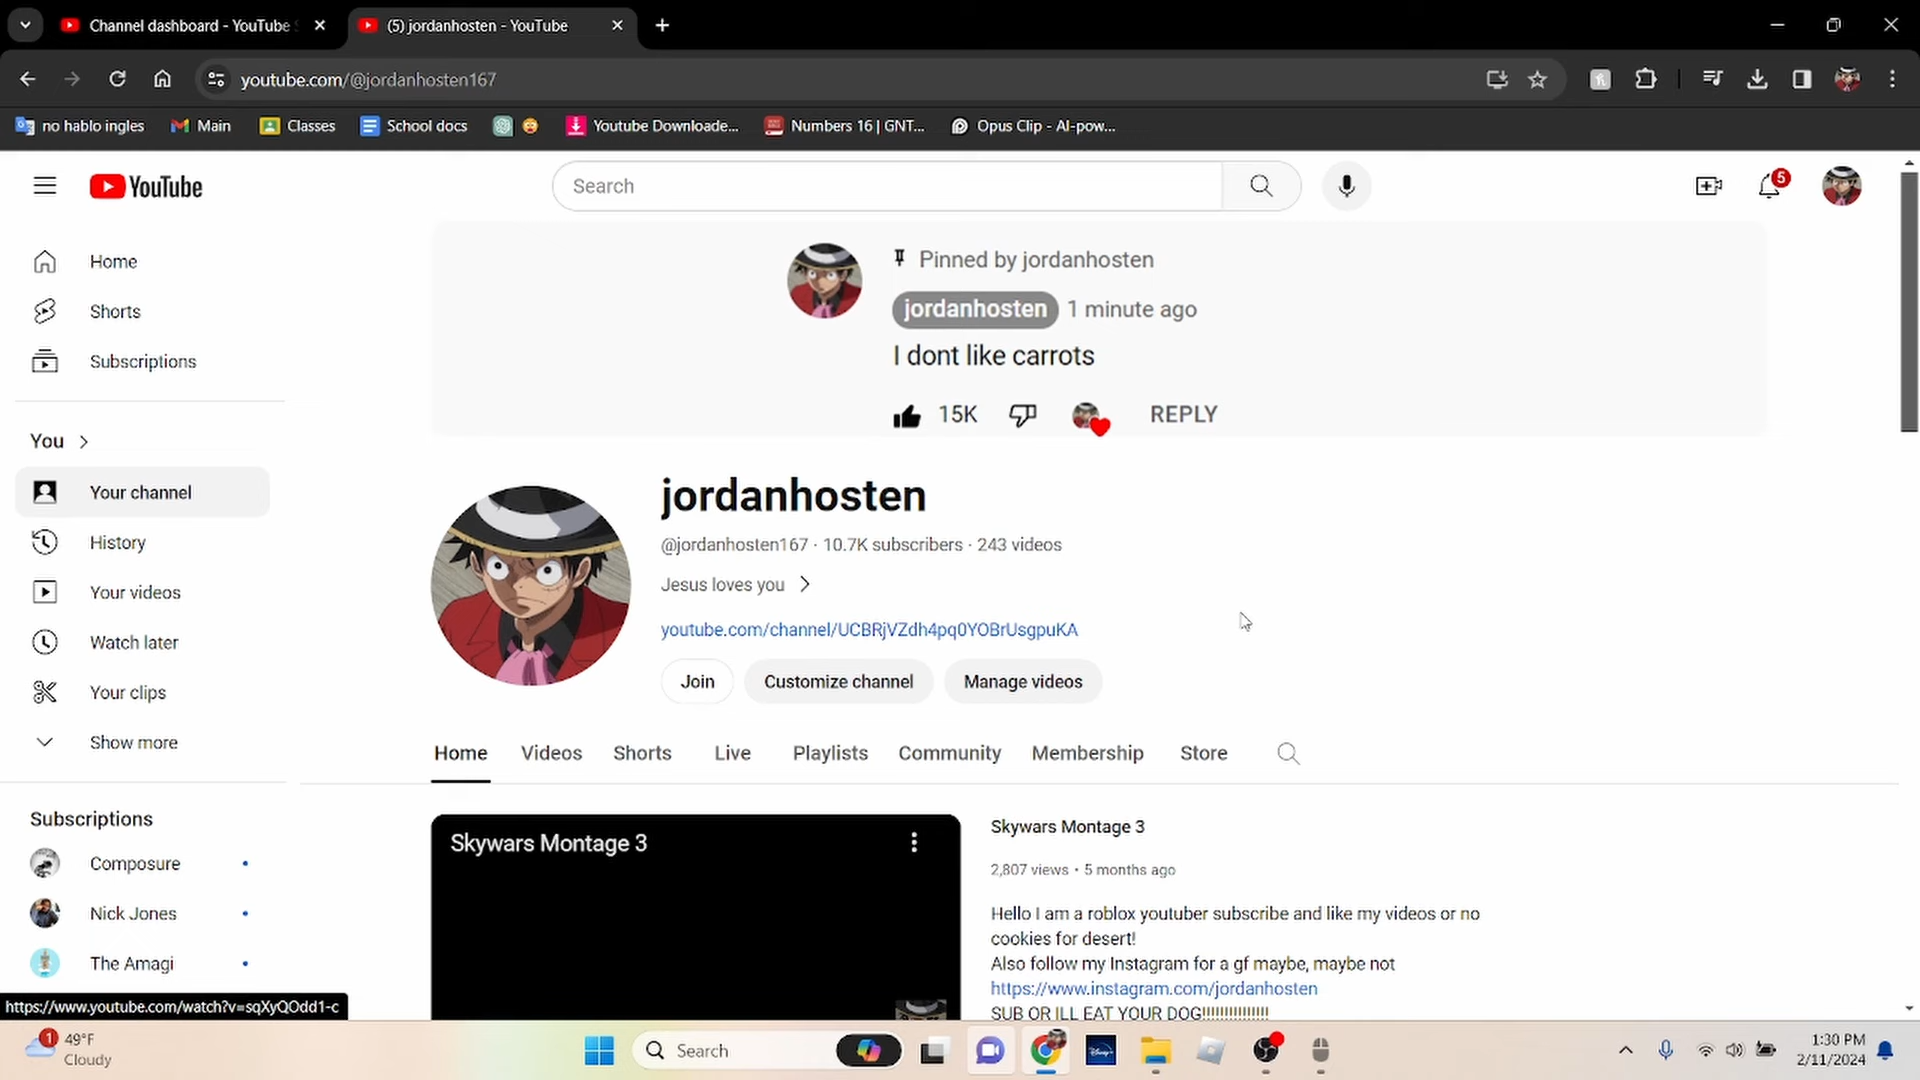 Channel dashboard - YouTube S
(5) jordanhosten - YouTube
youtube.com/@jordanhosten167
no hablo ingles
Main
Classes
School docs
Youtube Downloade...
Numbers 16 | GNT...
Opus Clip - AI-pow...
YouTube
Search
5
Home
Shorts
Subscriptions
You
Your channel
History
Your videos
Watch later
Your clips
Show more
Subscriptions
Composure
Nick Jones
The Amagi
Pinned by jordanhosten
jordanhosten 1 minute ago
I dont like carrots
15K REPLY
jordanhosten
@jordanhosten167 · 10.7K subscribers · 243 videos
Jesus loves you
youtube.com/channel/UCBRjVZdh4pq0YOBrUsgpuKA
Join Customize channel Manage videos
Home Videos Shorts Live Playlists Community Membership Store
Skywars Montage 3
Skywars Montage 3
2,807 views • 5 months ago
Hello I am a roblox youtuber subscribe and like my videos or no
cookies for desert!
Also follow my Instagram for a gf maybe, maybe not
https://www.instagram.com/jordanhosten
SUB OR ILL EAT YOUR DOG!!!!!!!!!!!!!!
https://www.youtube.com/watch?v=sqXyQOdd1-c
1
49°F
Cloudy
Search
Disney+
1:30 PM
2/11/2024